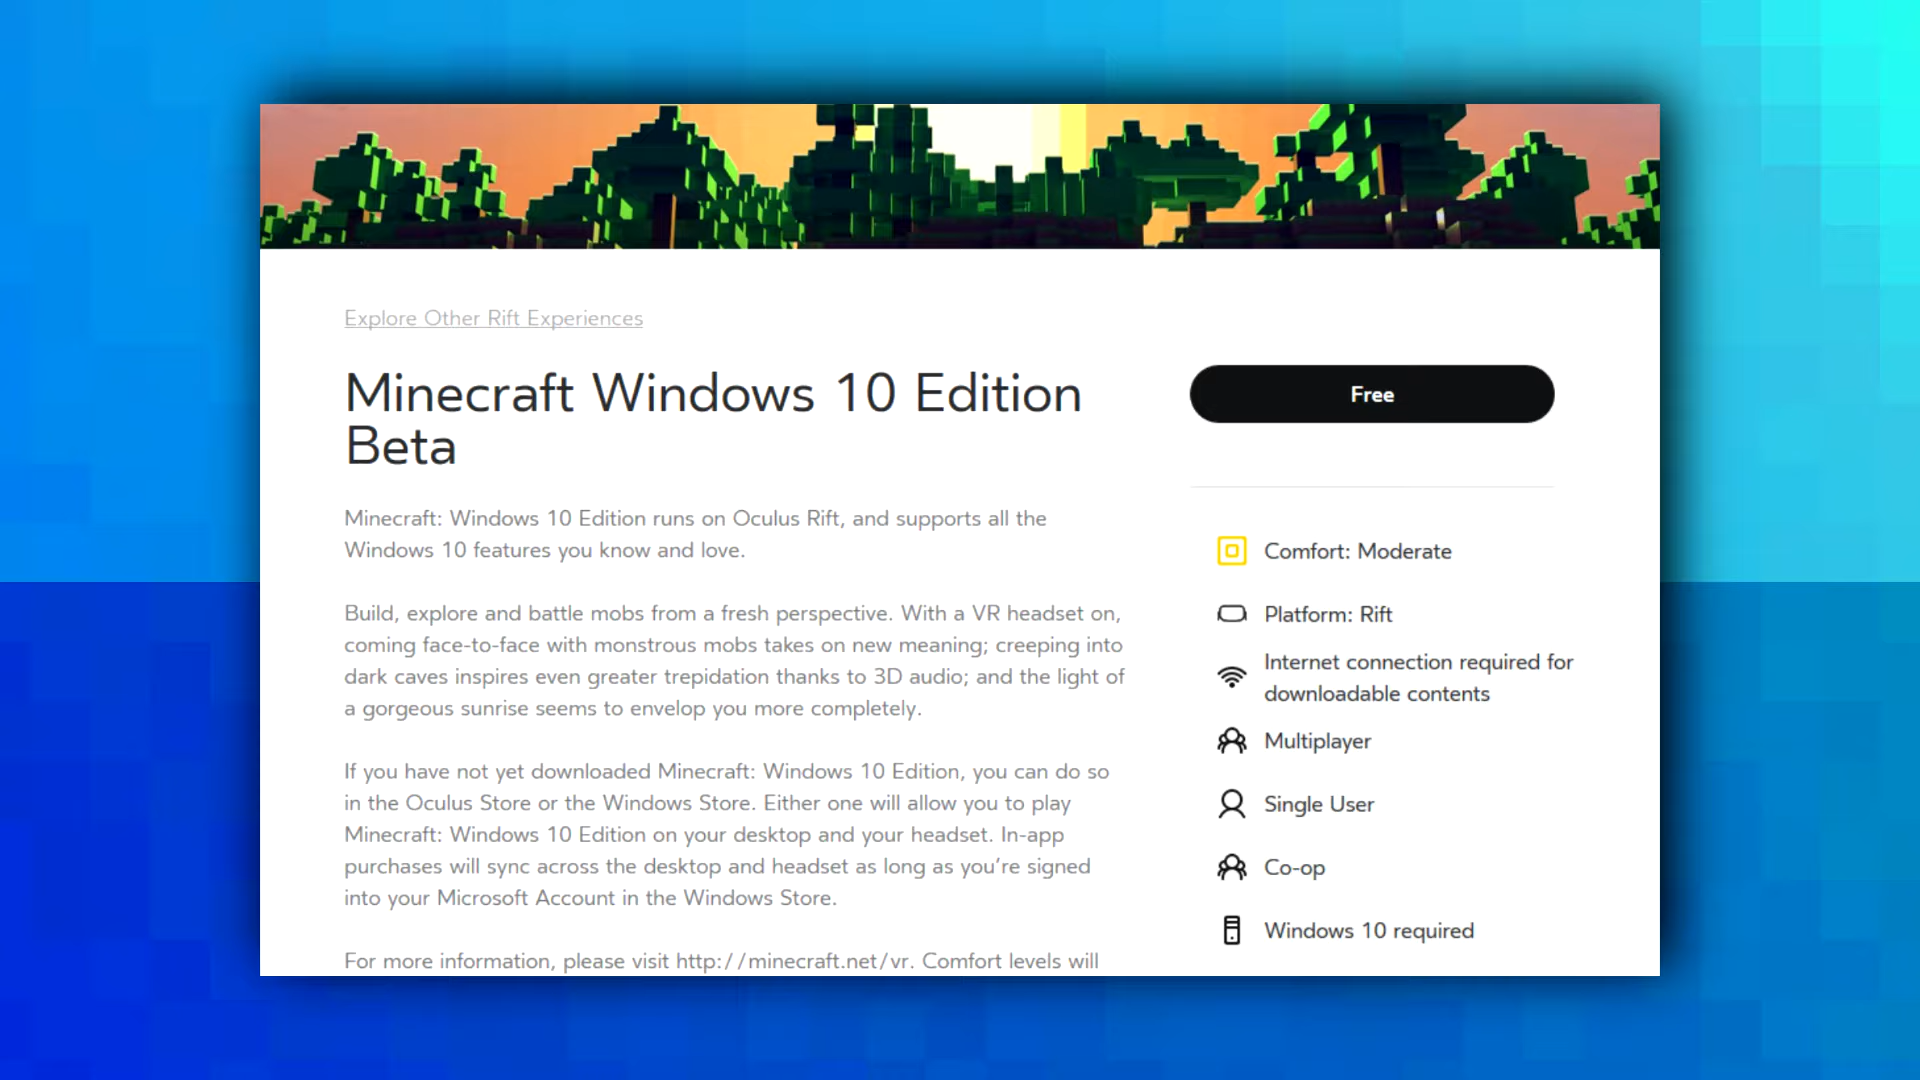 Explore Other Rift Experiences
Minecraft Windows 10 Edition
Beta
Minecraft: Windows 10 Edition runs on Oculus Rift, and supports all the
Windows 10 features you know and love.
Build, explore and battle mobs from a fresh perspective. With a VR headset on,
coming face-to-face with monstrous mobs takes on new meaning; creeping into
dark caves inspires even greater trepidation thanks to 3D audio; and the light of
a gorgeous sunrise seems to envelop you more completely.
If you have not yet downloaded Minecraft: Windows 10 Edition, you can do so
in the Oculus Store or the Windows Store. Either one will allow you to play
Minecraft: Windows 10 Edition on your desktop and your headset. In-app
purchases will sync across the desktop and headset as long as you’re signed
into your Microsoft Account in the Windows Store.
For more information, please visit http://minecraft.net/vr. Comfort levels will
Free
Comfort: Moderate
Platform: Rift
Internet connection required for
downloadable contents
Multiplayer
Single User
Co-op
Windows 10 required